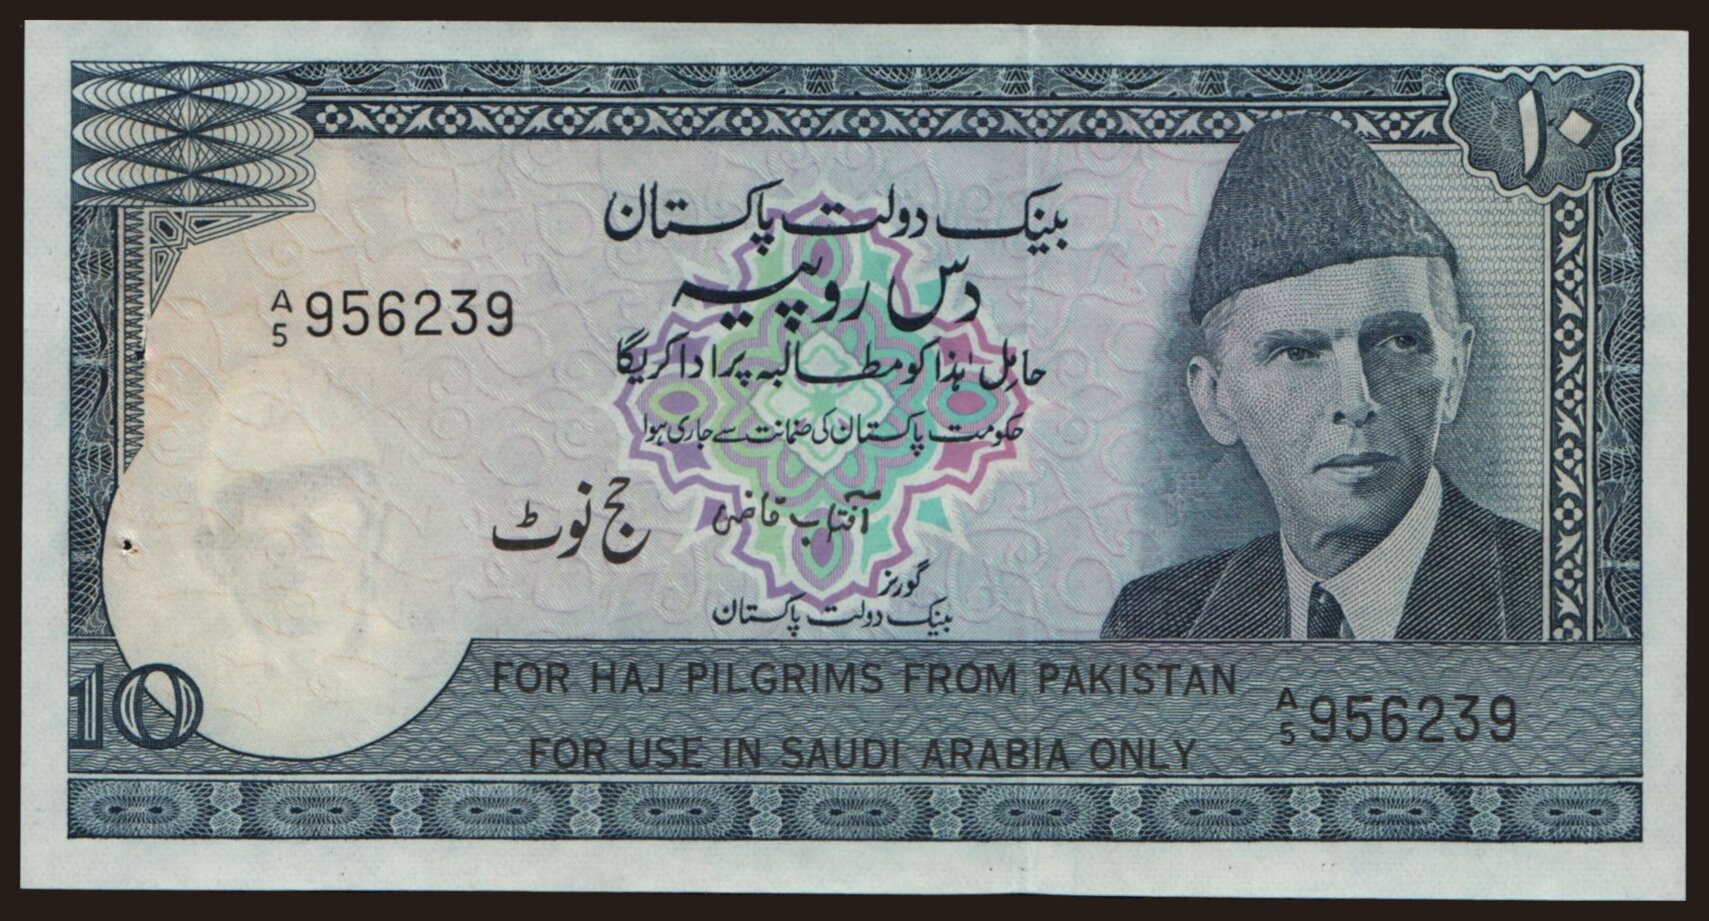 ۱۰
بینک دولت پاکستان
دس روپیہ
A/5 956239
حامل ہٰذا کو مطالبہ پر ادا کریگا
حکومت پاکستان کی ضمانت سے جاری ہوا
حج نوٹ
آفتاب قاضی
گورنر
بینک دولت پاکستان
FOR HAJ PILGRIMS FROM PAKISTAN
10
A/5 956239
FOR USE IN SAUDI ARABIA ONLY